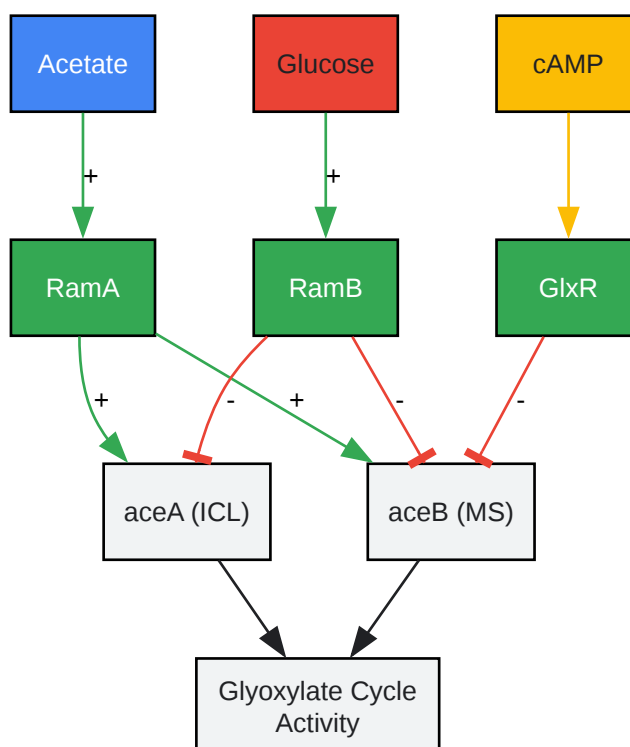 Acetate
Glucose
cAMP
+
+
RamA
RamB
GlxR
+
-
+
-
-
aceA (ICL)
aceB (MS)
Glyoxylate Cycle
Activity